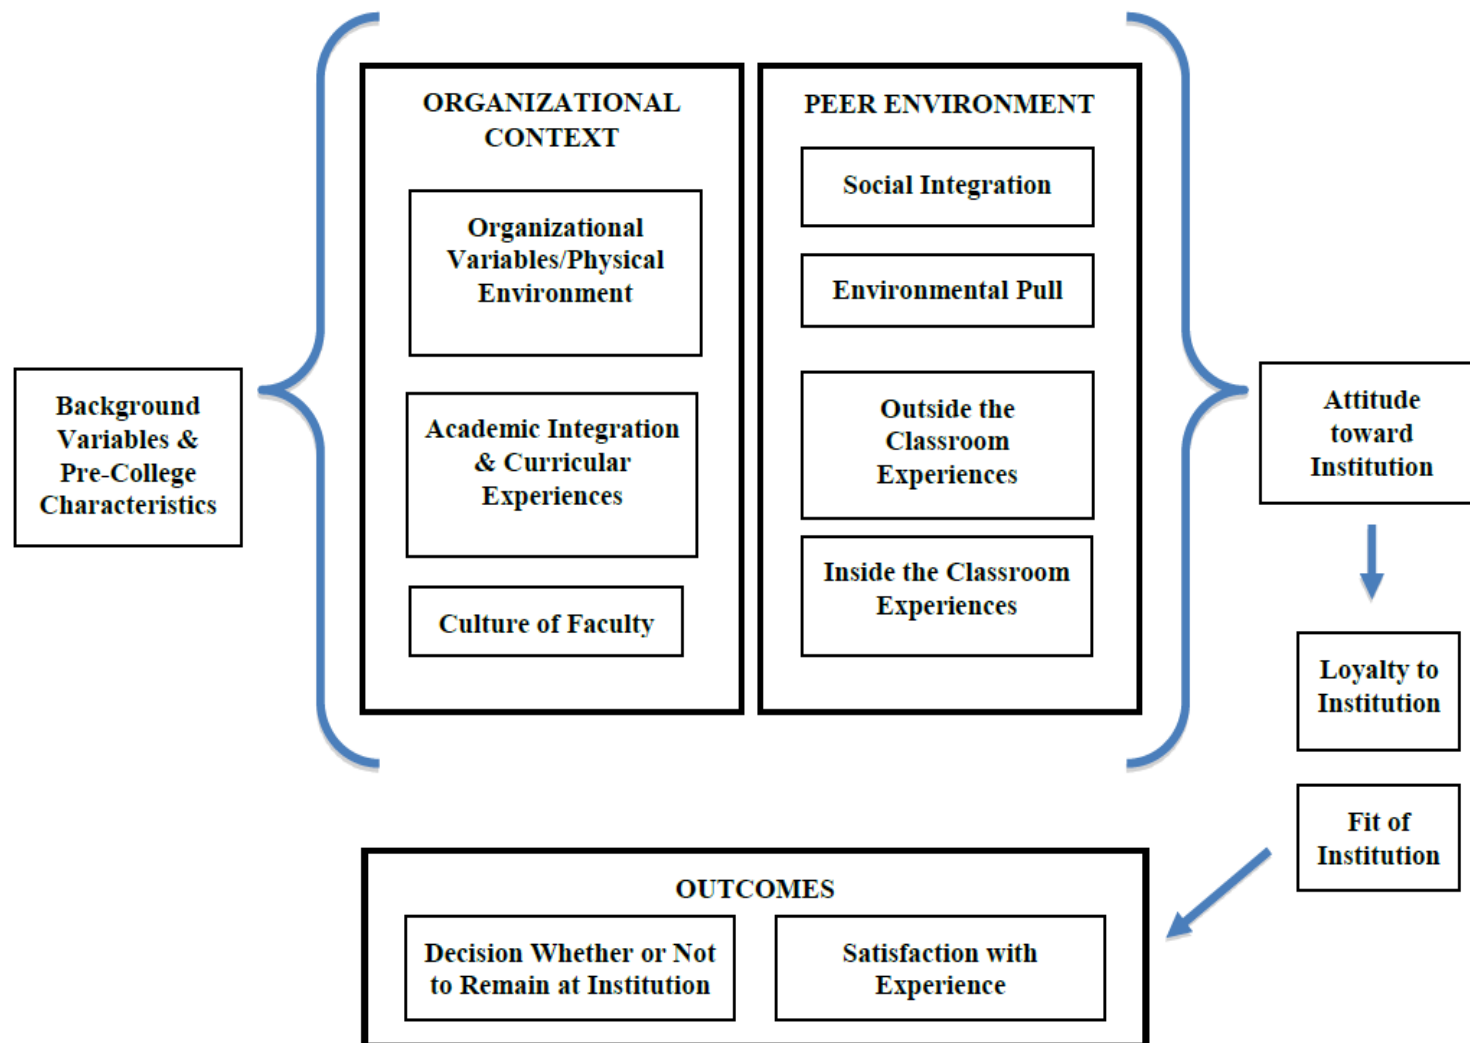 Background
Variables &
Pre-College
Characteristics
ORGANIZATIONAL
CONTEXT
Organizational
Variables/Physical
Environment
Academic Integration
& Curricular
Experiences
Culture of Faculty
PEER ENVIRONMENT
Social Integration
Environmental Pull
Outside the
Classroom
Experiences
Inside the Classroom
Experiences
Attitude
toward
Institution
Loyalty to
Institution
Fit of
Institution
OUTCOMES
Decision Whether or Not
to Remain at Institution
Satisfaction with
Experience